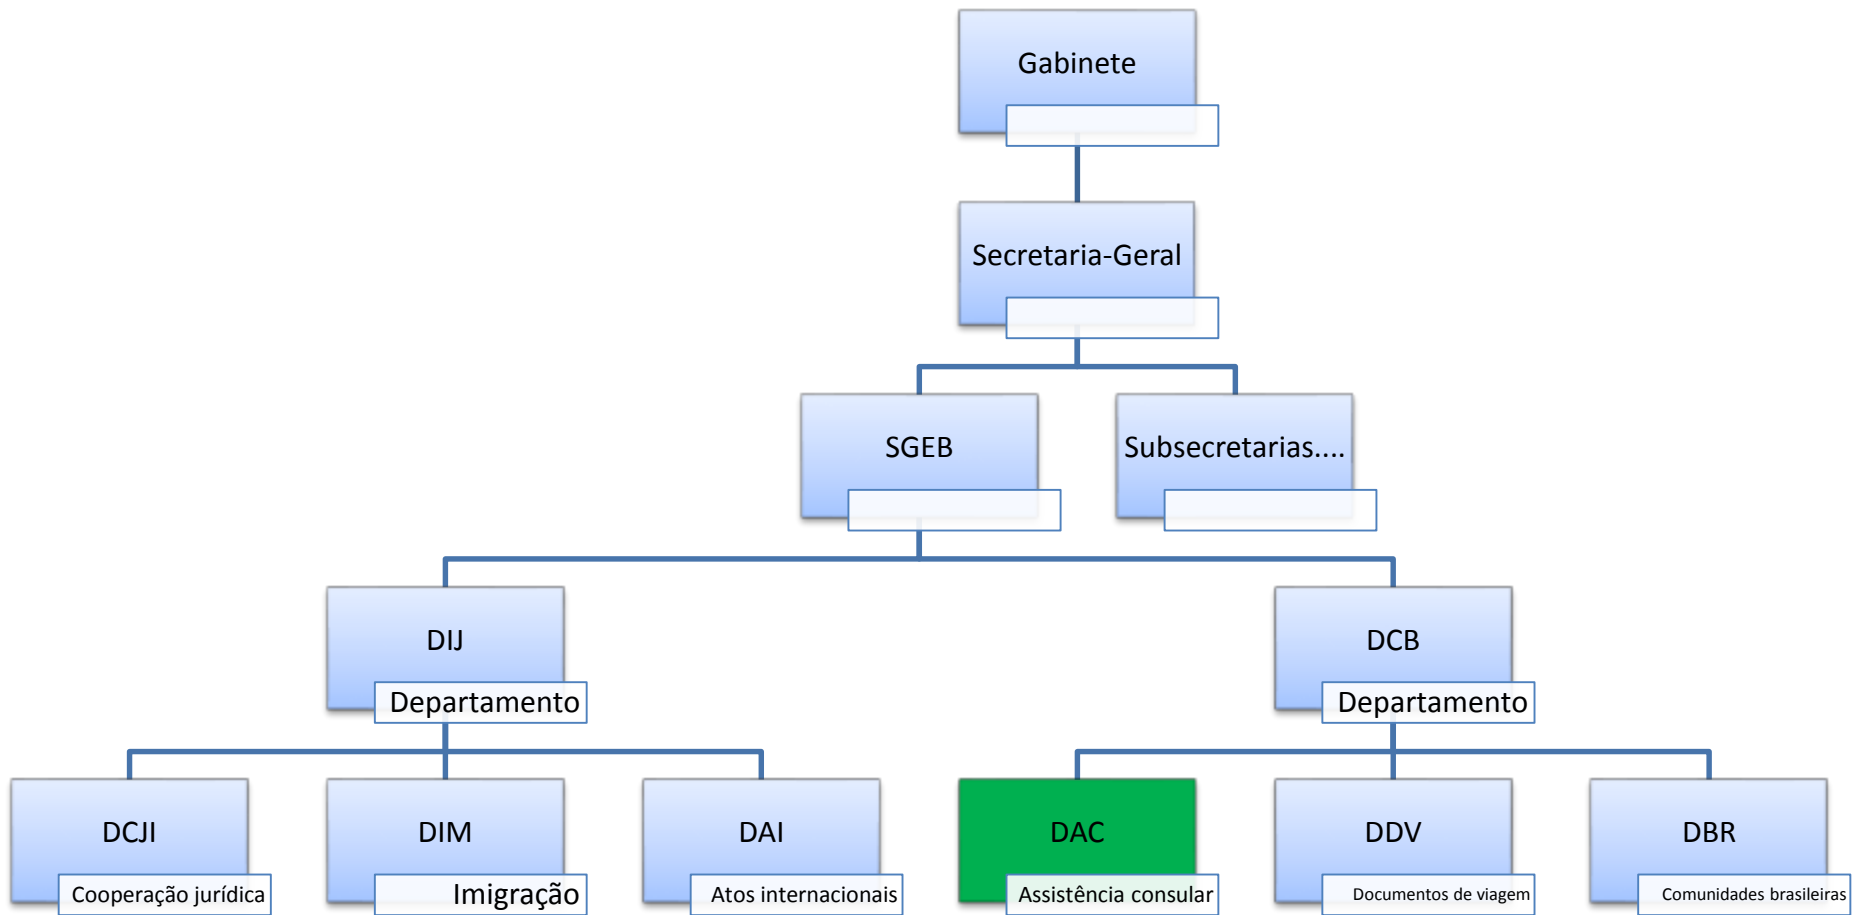 Gabinete
Secretaria-Geral
SGEB
Subsecretarias....
DIJ
Departamento
DCB
Departamento
DCJI
Cooperação jurídica
DIM
Imigração
DAI
Atos internacionais
DAC
Assistência consular
DDV
Documentos de viagem
DBR
Comunidades brasileiras